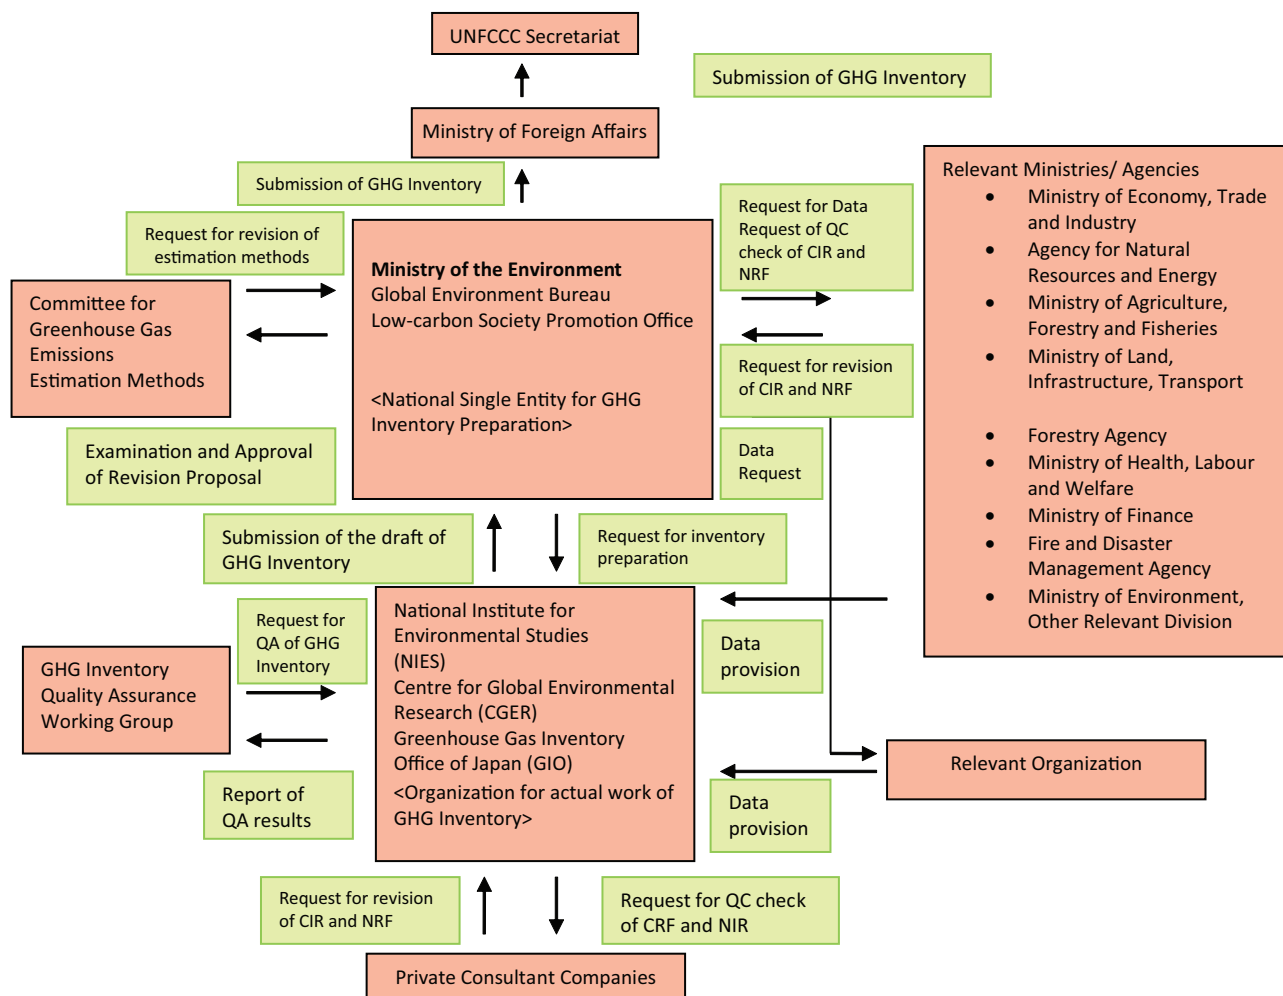 UNFCCC Secretariat
Submission of GHG Inventory
Ministry of Foreign Affairs
Submission of GHG Inventory
Request for revision of
estimation methods
Committee for
Greenhouse Gas
Emissions
Estimation Methods
Examination and Approval
of Revision Proposal
Ministry of the Environment
Global Environment Bureau
Low-carbon Society Promotion Office
<National Single Entity for GHG
Inventory Preparation>
Request for Data
Request of QC
check of CIR and
NRF
Request for revision
of CIR and NRF
Data
Request
Relevant Ministries/ Agencies
• Ministry of Economy, Trade
and Industry
• Agency for Natural
Resources and Energy
• Ministry of Agriculture,
Forestry and Fisheries
• Ministry of Land,
Infrastructure, Transport
• Forestry Agency
• Ministry of Health, Labour
and Welfare
• Ministry of Finance
• Fire and Disaster
Management Agency
• Ministry of Environment,
Other Relevant Division
Submission of the draft of
GHG Inventory
Request for inventory
preparation
Request for
QA of GHG
Inventory
GHG Inventory
Quality Assurance
Working Group
Report of
QA results
National Institute for
Environmental Studies
(NIES)
Centre for Global Environmental
Research (CGER)
Greenhouse Gas Inventory
Office of Japan (GIO)
<Organization for actual work of
GHG Inventory>
Data
provision
Relevant Organization
Data
provision
Request for revision
of CIR and NRF
Request for QC check
of CRF and NIR
Private Consultant Companies